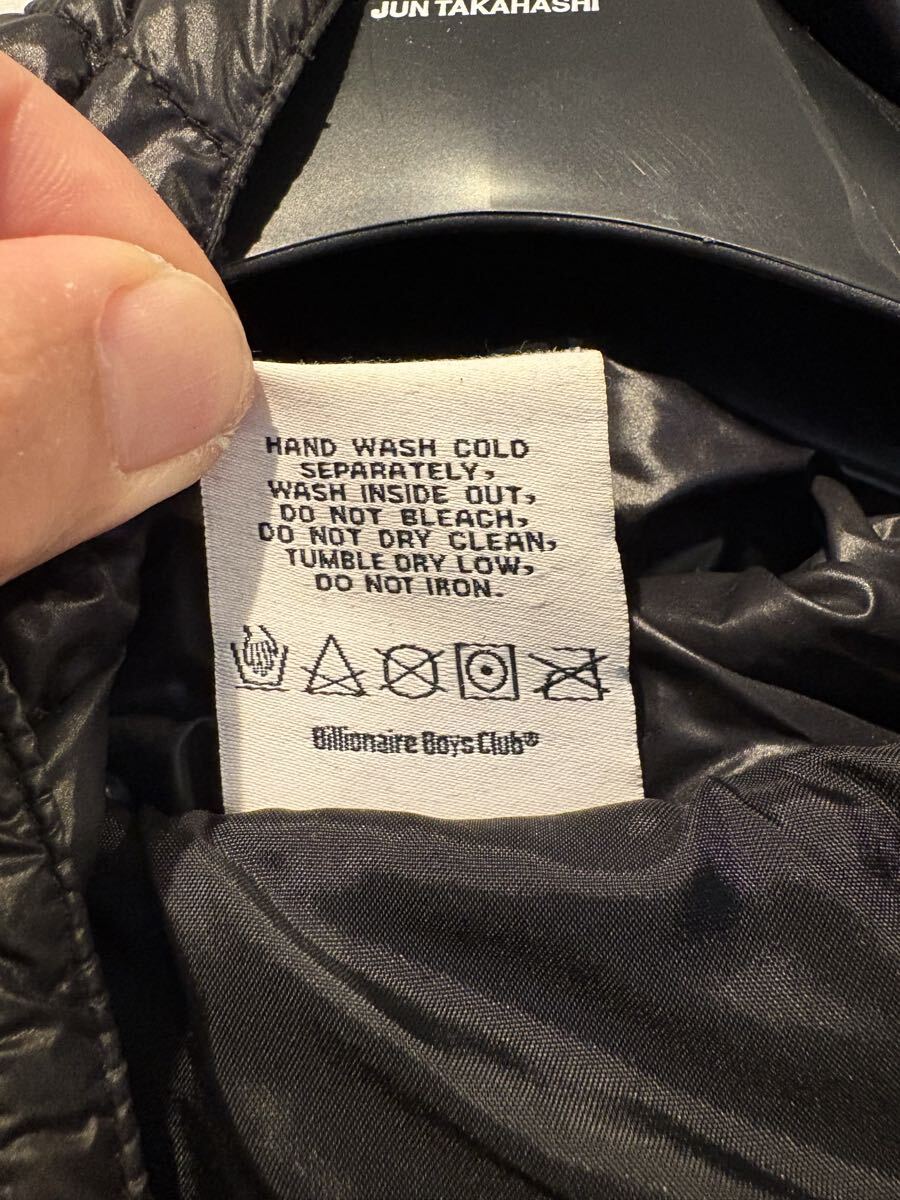 JUN TAKAHASHI
HAND WASH COLD
SEPARATELY,
WASH INSIDE OUT,
DO NOT BLEACH,
DO NOT DRY CLEAN,
TUMBLE DRY LOW,
DO NOT IRON.
Billionaire Boys Club®